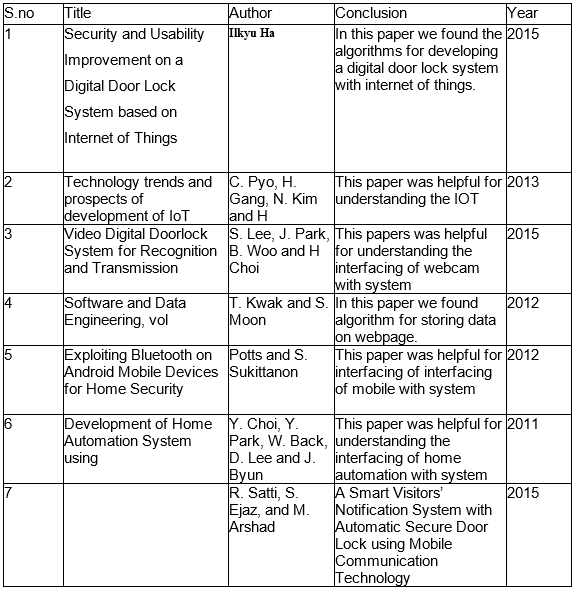 S.no Title Author Conclusion Year
1 Security and Usability Ilkyu Ha In this paper we found the 2015
algorithms for developing
Improvement on a
a digital door lock system
Digital Door Lock
with internet of things.
System based on
Internet of Things
2 Technology trends and C. Pyo, H. This paper was helpful for 2013
prospects of Gang, N. Kim understanding the IOT
development of IoT and H
3 Video Digital Doorlock S. Lee, J. Park, This papers was helpful 2015
System for Recognition B. Woo and H for understanding the
and Transmission Choi interfacing of webcam
with system
4 Software and Data T. Kwak and S. In this paper we found 2012
Engineering, vol Moon algorithm for storing data
on webpage.
5 Exploiting Bluetooth on Potts and S. This paper was helpful for 2012
Android Mobile Devices Sukittanon interfacing of interfacing
for Home Security of mobile with system
6 Development of Home Y. Choi, Y. This paper was helpful for 2011
Automation System Park, W. Back, understanding the
using D. Lee and J. interfacing of home
Byun automation with system
7 R. Satti, S. A Smart Visitors’ 2015
Ejaz, and M. Notification System with
Arshad Automatic Secure Door
Lock using Mobile
Communication
Technology